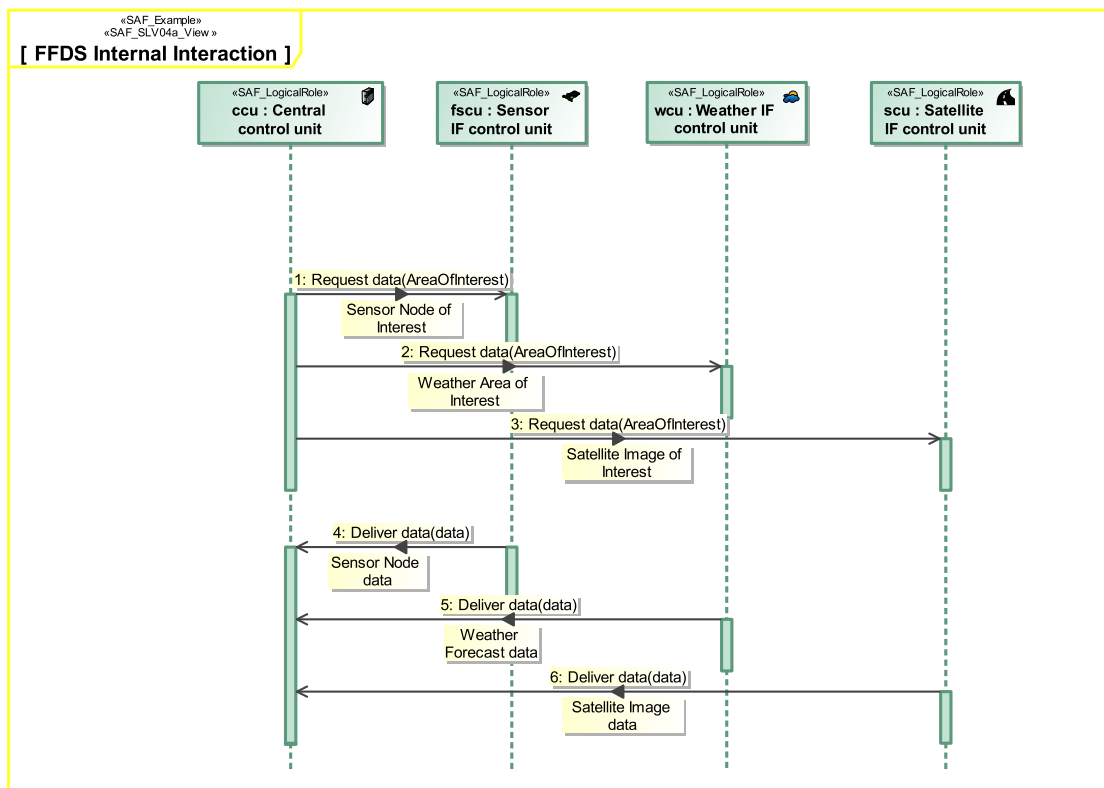 «SAF_Example»
«SAF_SLV04a_View »
[ FFDS Internal Interaction ]
«SAF_LogicalRole»
ccu : Central
control unit
«SAF_LogicalRole»
fscu : Sensor
IF control unit
«SAF_LogicalRole»
wcu : Weather IF
control unit
«SAF_LogicalRole»
scu : Satellite
IF control unit
1: Request data(AreaOfInterest)
Sensor Node of
Interest
2: Request data(AreaOfInterest)
Weather Area of
Interest
3: Request data(AreaOfInterest)
Satellite Image of
Interest
4: Deliver data(data)
Sensor Node
data
5: Deliver data(data)
Weather
Forecast data
6: Deliver data(data)
Satellite Image
data